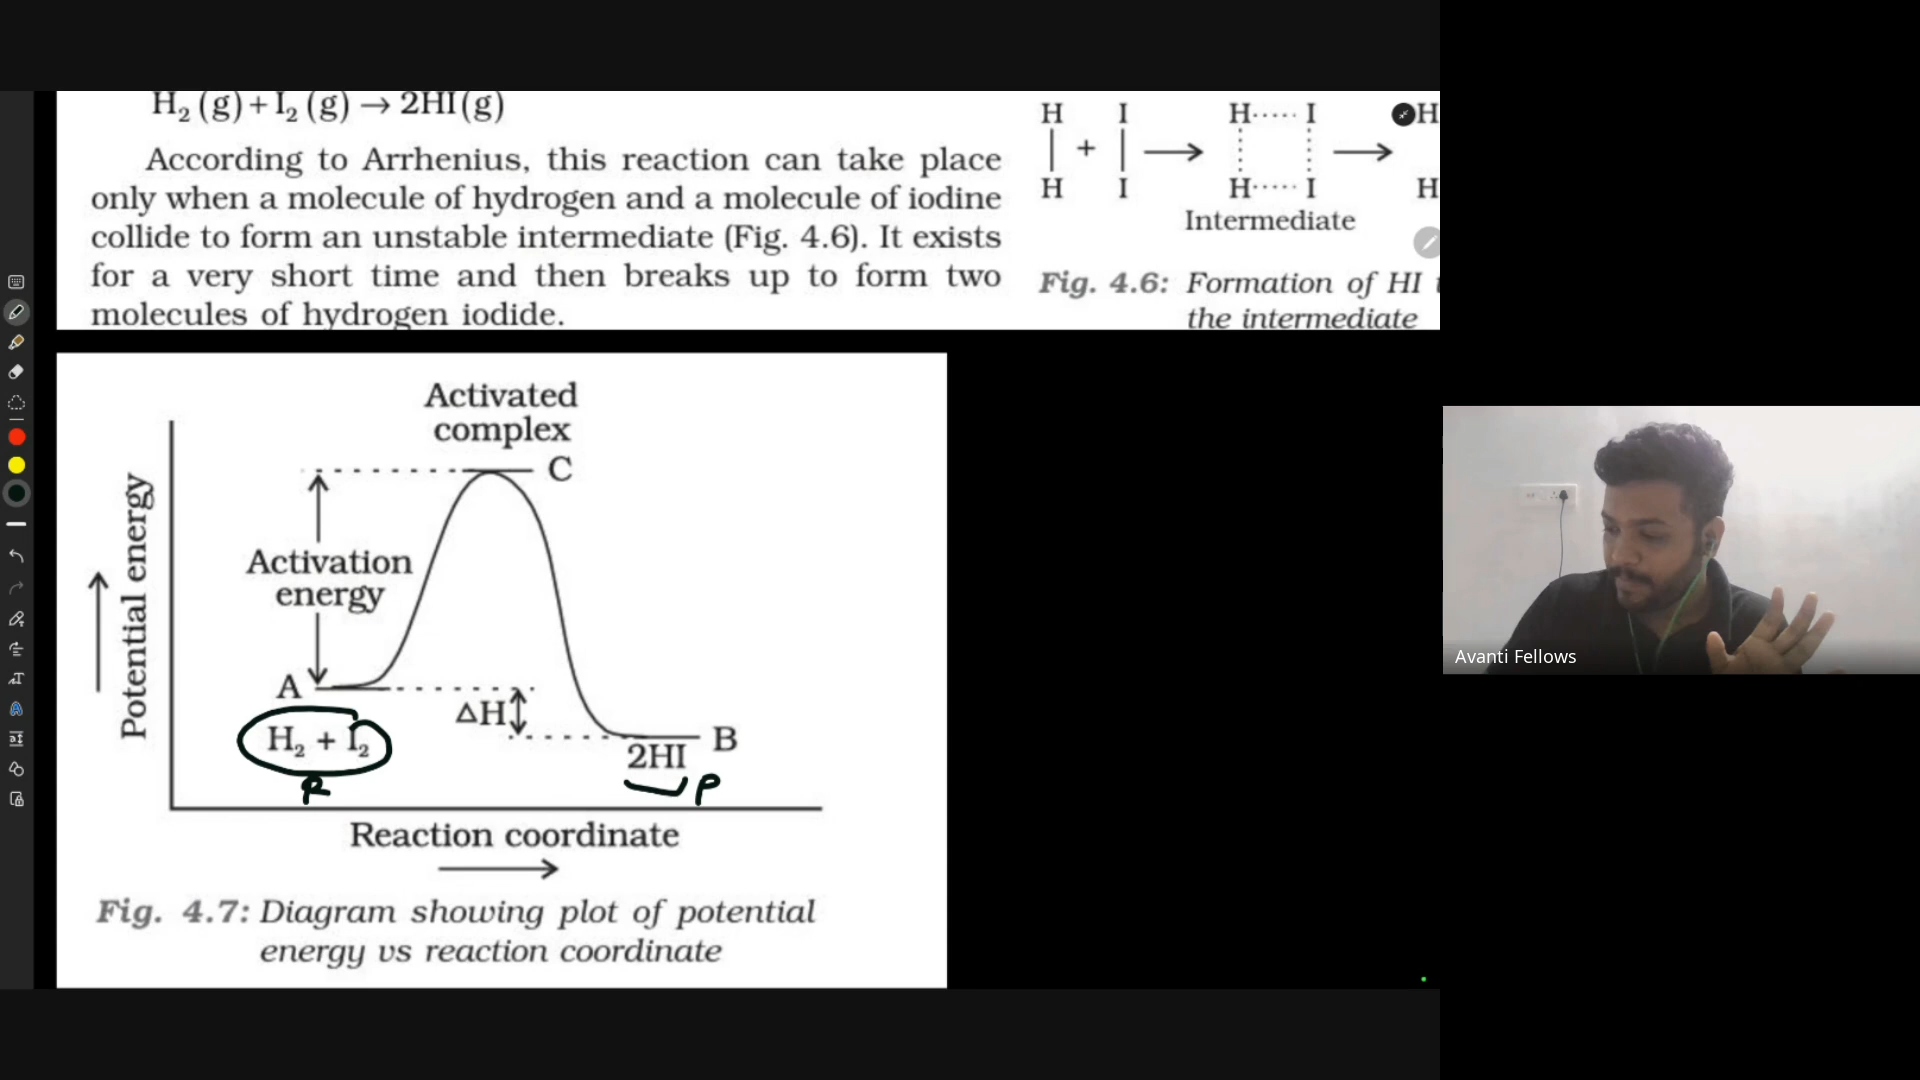 H₂ (g) + I₂ (g) → 2HI(g)
According to Arrhenius, this reaction can take place
only when a molecule of hydrogen and a molecule of iodine
collide to form an unstable intermediate (Fig. 4.6). It exists
for a very short time and then breaks up to form two
molecules of hydrogen iodide.
H I H I H
+
H I H I H
Intermediate
Fig. 4.6: Formation of HI
the intermediate
Activated
complex
C
Activation
energy
Potential energy
A
ΔH
B
H₂ + I₂
2HI
R
P
Reaction coordinate
Fig. 4.7: Diagram showing plot of potential
energy vs reaction coordinate
Avanti Fellows